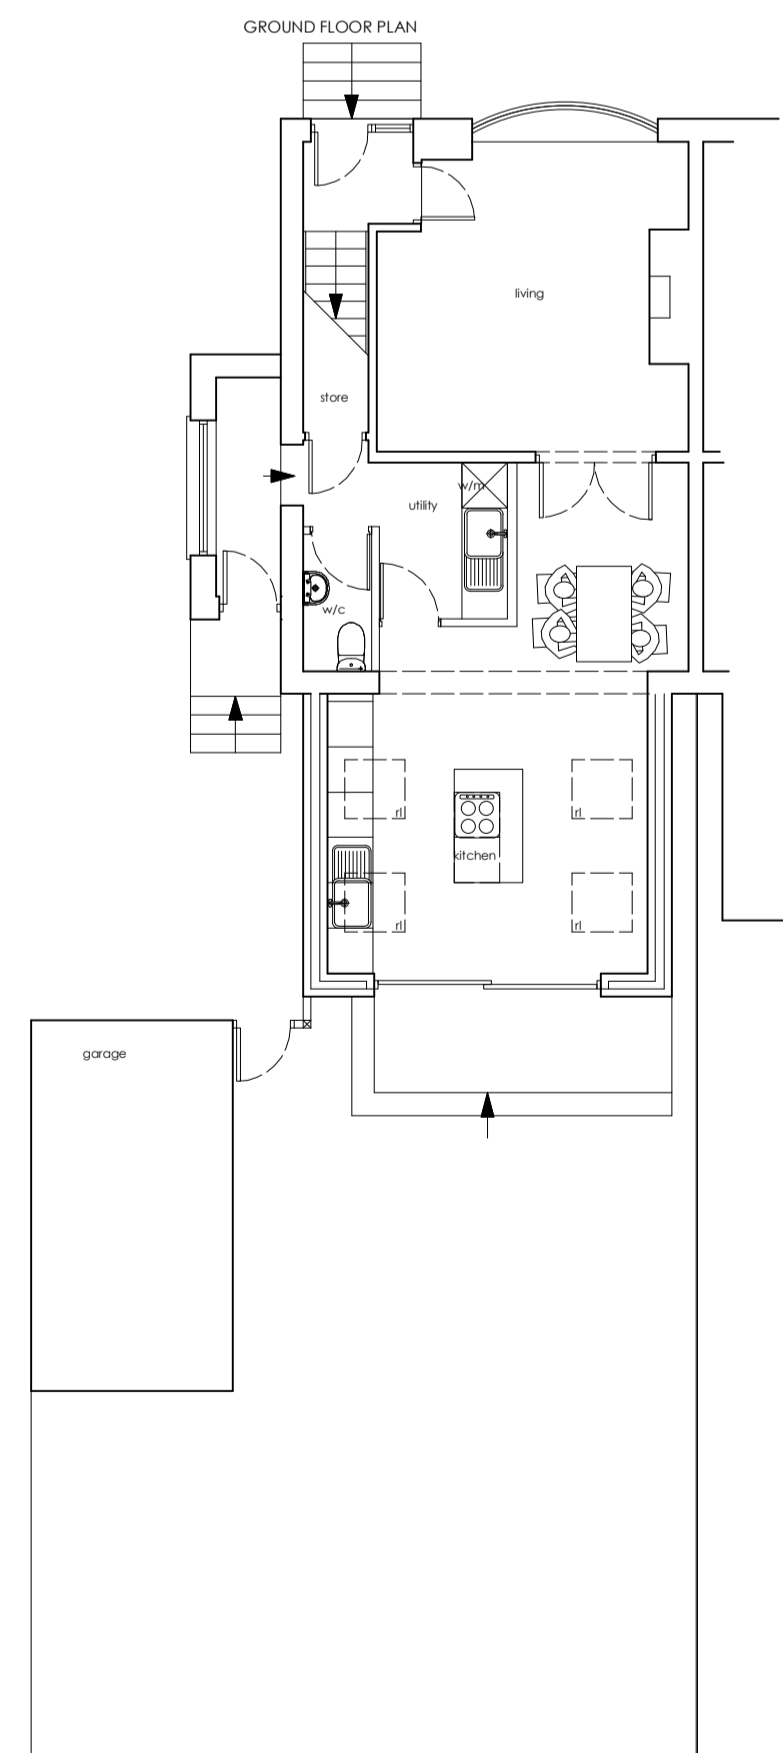 GROUND FLOOR PLAN
living
store
w/m
utility
w/c
rl
rl
kitchen
rl
rl
garage